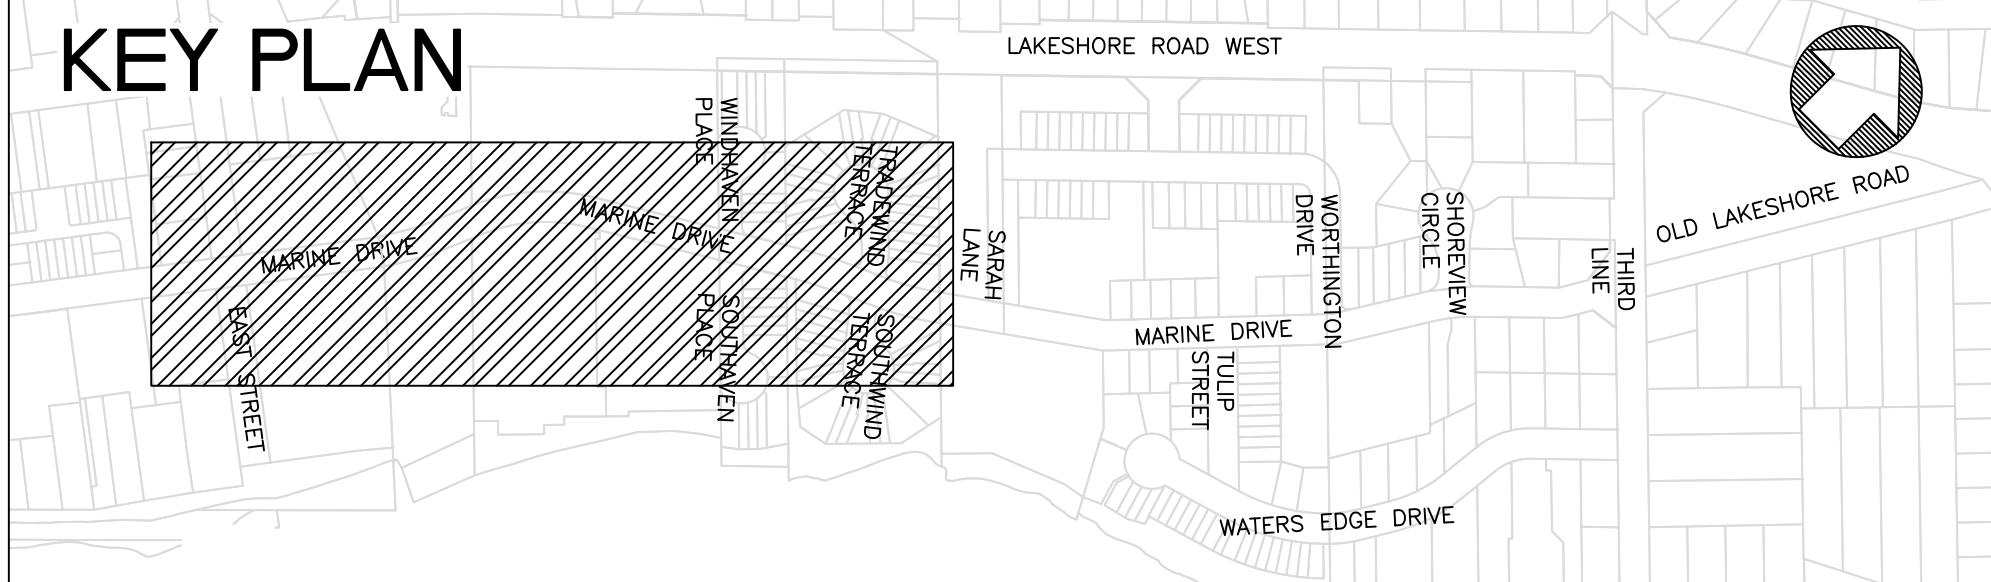 KEY PLAN
LAKESHORE ROAD WEST
WINDHAVEN
PLACE
TRADEWIND
TERRACE
MARINE DRIVE
MARINE DRIVE
EAST STREET
SOUTHAVEN
PLACE
SOUTHWIND
TERRACE
SARAH
LANE
WORTHINGTON
DRIVE
SHOREVIEW
CIRCLE
THIRD
LINE
OLD LAKESHORE ROAD
MARINE DRIVE
TULIP
STREET
WATERS EDGE DRIVE